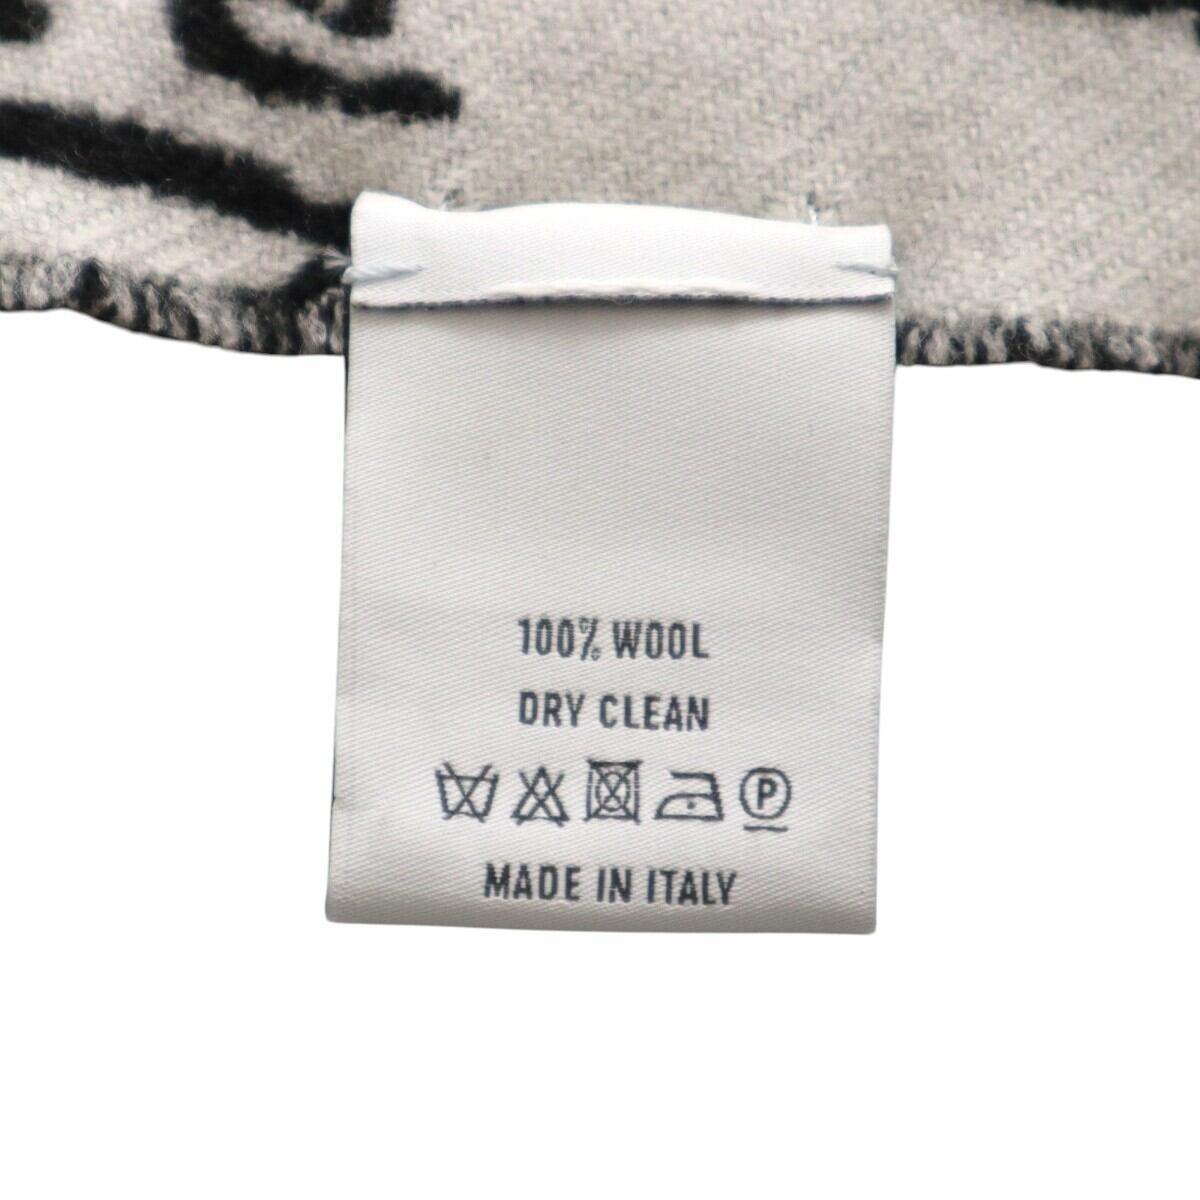 100% WOOL
DRY CLEAN
P
MADE IN ITALY